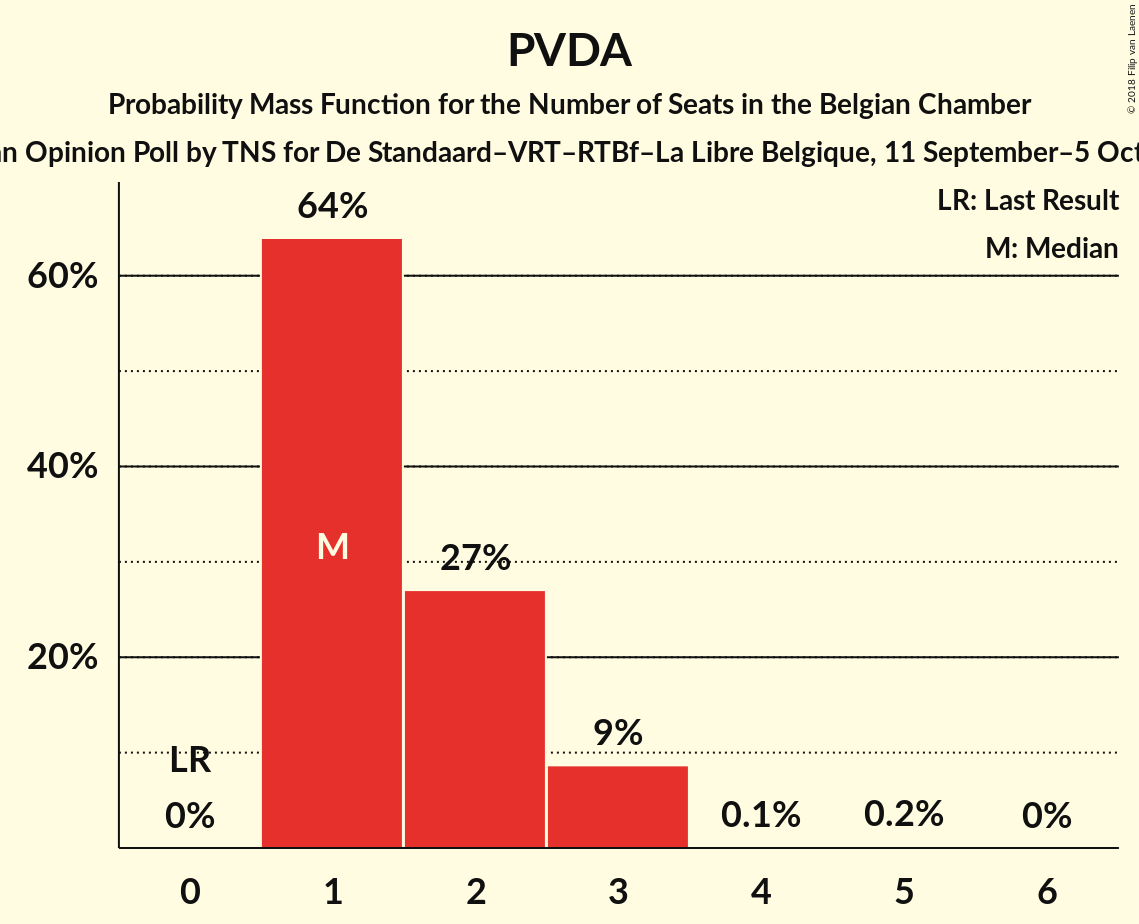 PVDA
Probability Mass Function for the Number of Seats in the Belgian Chamber
Opinion Poll by TNS for De Standaard–VRT–RTBf–La Libre Belgique, 11 September–5
© 2018 Filip van Laenen
LR: Last Result
M: Median
64%
60%
40%
M
27%
20%
9%
LR
0%
0.1%
0.2%
0%
0 1 2 3 4 5 6